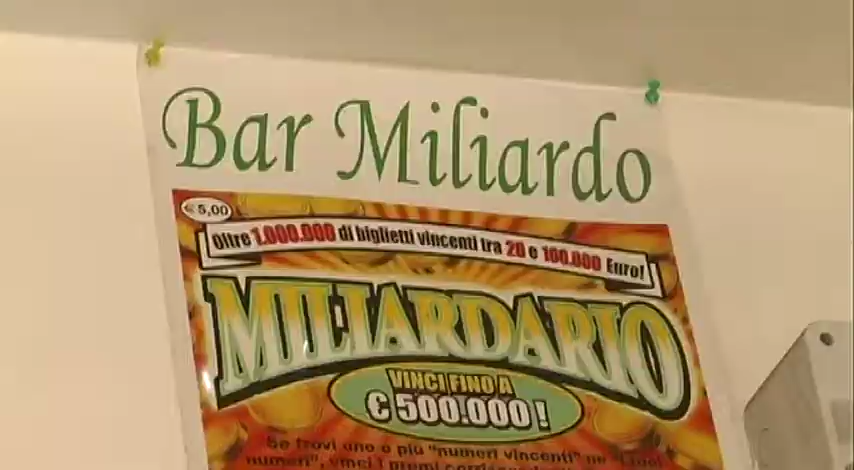 Bar Miliardo
€ 5,00
Oltre 1.000.000 di biglietti vincenti tra 20 e 100.000 Euro!
MILIARDARIO
VINCI FINO A
€ 500.000!
Se trovi uno o più "numeri vincenti" ne "I tuoi
numeri", vinci i premi